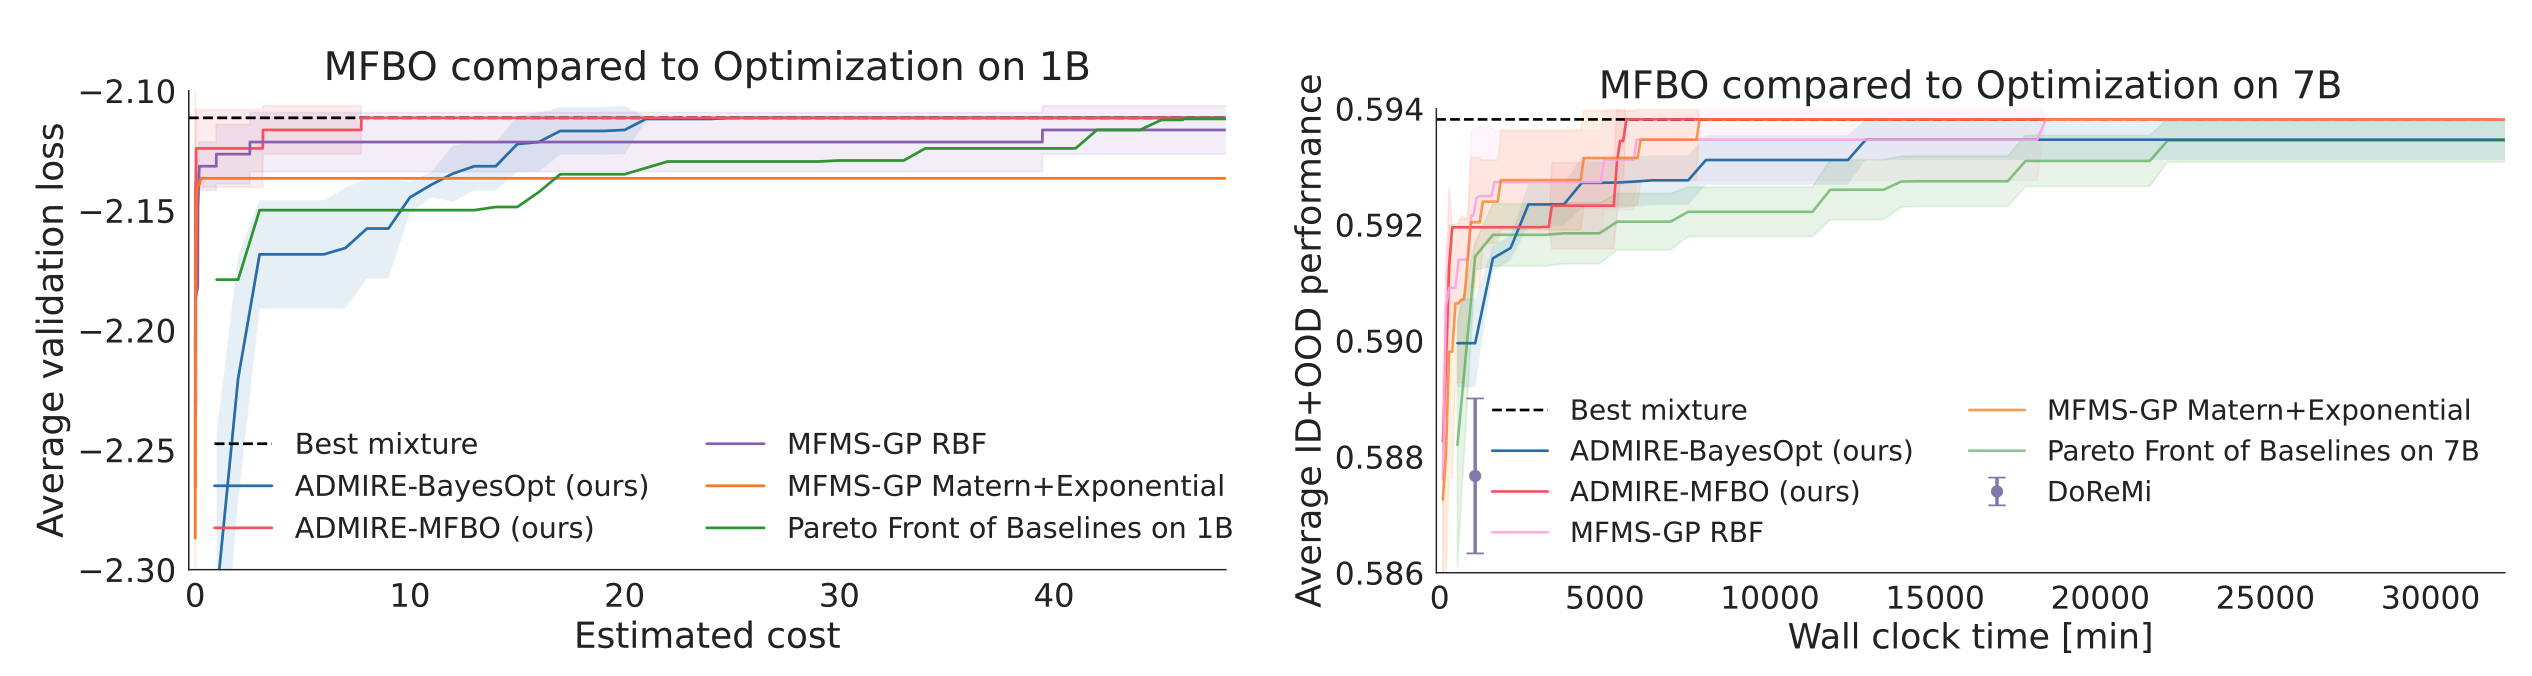 MFBO compared to Optimization on 1B
Average validation loss
−2.10
−2.15
−2.20
−2.25
−2.30
0 10 20 30 40
Estimated cost
Best mixture
ADMIRE-BayesOpt (ours)
ADMIRE-MFBO (ours)
MFMS-GP RBF
MFMS-GP Matern+Exponential
Pareto Front of Baselines on 1B
MFBO compared to Optimization on 7B
Average ID+OOD performance
0.594
0.592
0.590
0.588
0.586
0 5000 10000 15000 20000 25000 30000
Wall clock time [min]
Best mixture
ADMIRE-BayesOpt (ours)
ADMIRE-MFBO (ours)
MFMS-GP RBF
MFMS-GP Matern+Exponential
Pareto Front of Baselines on 7B
DoReMi